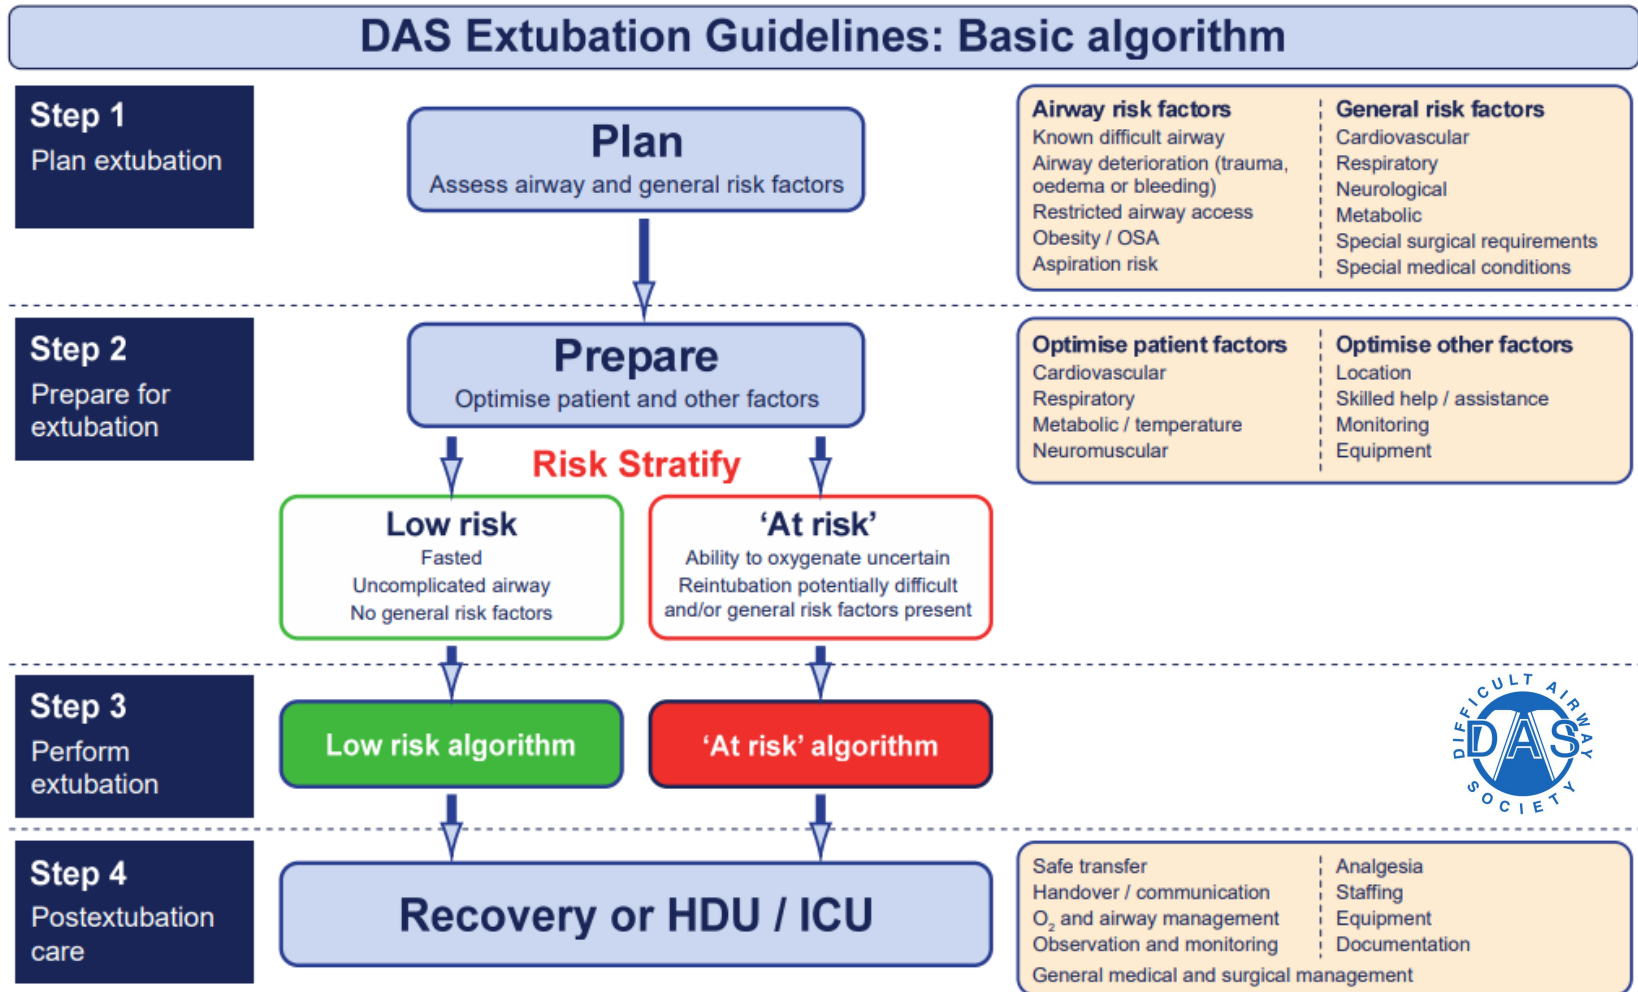 DAS Extubation Guidelines: Basic algorithm
Step 1
Plan extubation
Plan
Assess airway and general risk factors
Airway risk factors
Known difficult airway
Airway deterioration (trauma,
oedema or bleeding)
Restricted airway access
Obesity / OSA
Aspiration risk
General risk factors
Cardiovascular
Respiratory
Neurological
Metabolic
Special surgical requirements
Special medical conditions
Step 2
Prepare for
extubation
Prepare
Optimise patient and other factors
Optimise patient factors
Cardiovascular
Respiratory
Metabolic / temperature
Neuromuscular
Optimise other factors
Location
Skilled help / assistance
Monitoring
Equipment
Risk Stratify
Low risk
Fasted
Uncomplicated airway
No general risk factors
‘At risk’
Ability to oxygenate uncertain
Reintubation potentially difficult
and/or general risk factors present
Step 3
Perform
extubation
Low risk algorithm
‘At risk’ algorithm
DIFFICULT AIRWAY
DAS
SOCIETY
Step 4
Postextubation
care
Recovery or HDU / ICU
Safe transfer
Handover / communication
O₂ and airway management
Observation and monitoring
Analgesia
Staffing
Equipment
Documentation
General medical and surgical management